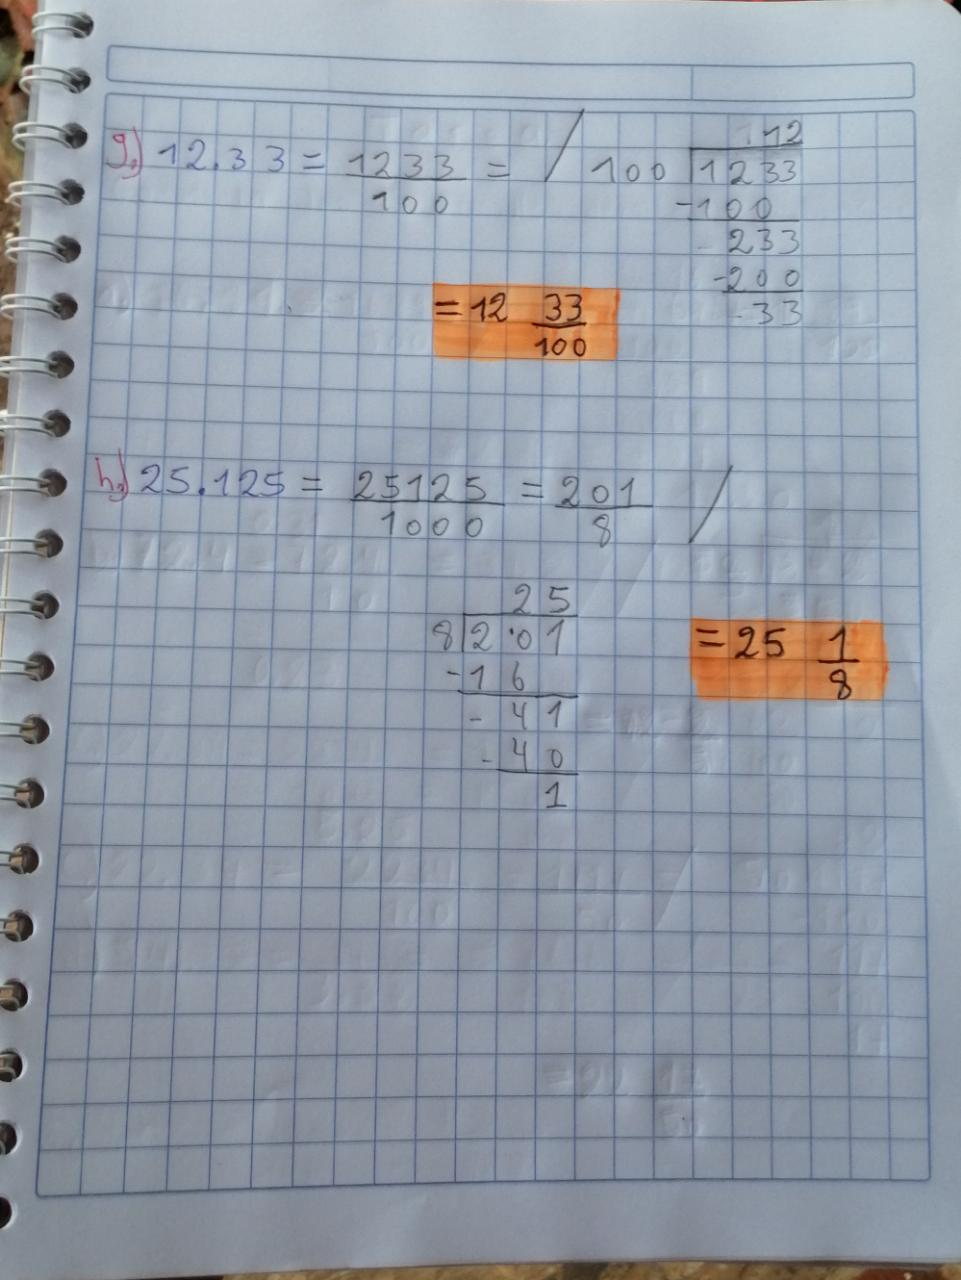 g.) 12.33 = 1233/100 = / 100 1233
12
-100
233
-200
33
= 12 33/100
h.) 25.125 = 25125/1000 = 201/8 /
25
8 201
-16
- 41
- 40
1
= 25 1/8